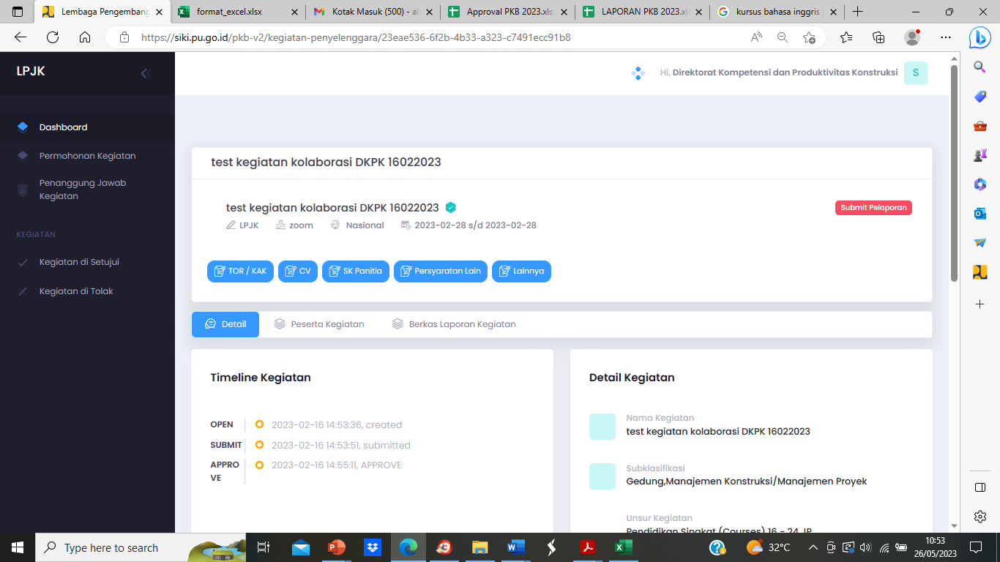 Lembaga Pengembang
format_excel.xlsx
Kotak Masuk (500) - al
Approval PKB 2023.xls
LAPORAN PKB 2023.xl
kursus bahasa inggris
https://siki.pu.go.id/pkb-v2/kegiatan-penyelenggara/23eae536-6f2b-4b33-a323-c7491ecc91b8
LPJK
Hi, Direktorat Kompetensi dan Produktivitas Konstruksi
S
Dashboard
Permohonan Kegiatan
Penanggung Jawab
Kegiatan
KEGIATAN
Kegiatan di Setujui
Kegiatan di Tolak
test kegiatan kolaborasi DKPK 16022023
test kegiatan kolaborasi DKPK 16022023
Submit Pelaporan
LPJK zoom Nasional 2023-02-28 s/d 2023-02-28
TOR / KAK CV SK Panitia Persyaratan Lain Lainnya
Detail Peserta Kegiatan Berkas Laporan Kegiatan
Timeline Kegiatan
OPEN 2023-02-16 14:53:36, created
SUBMIT 2023-02-16 14:53:51, submitted
APPRO 2023-02-16 14:55:11, APPROVE
VE
Detail Kegiatan
Nama Kegiatan
test kegiatan kolaborasi DKPK 16022023
Subklasifikasi
Gedung,Manajemen Konstruksi/Manajemen Proyek
Unsur Kegiatan
Pendidikan Singkat (Courses) 16 - 24 JP
Type here to search
32°C
10:53
26/05/2023